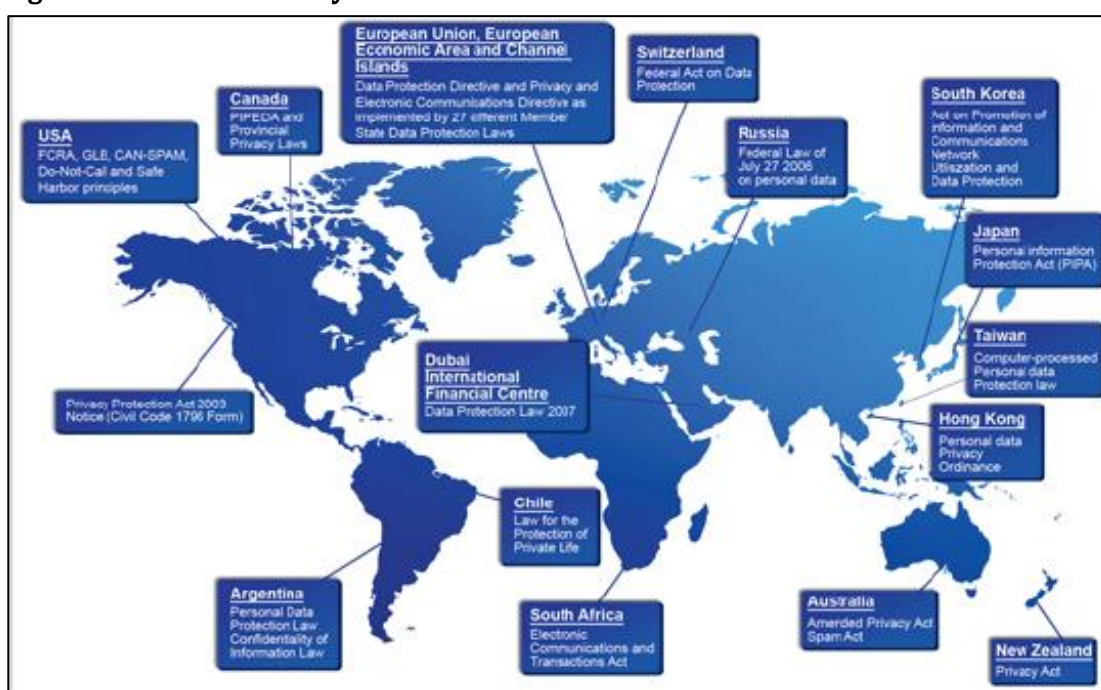 European Union, European
Economic Area and Channel
Islands
Data Protection Directive and Privacy and
Electronic Communications Directive as
implemented by 27 different Member
State Data Protection Laws
Switzerland
Federal Act on Data
Protection
Canada
PIPEDA and
Provincial
Privacy Laws
South Korea
Act on Promotion of
Information and
Communications
Network
Utliszation and
Data Protection
USA
FCRA, GLE, CAN-SPAM,
Do-Not-Call and Safe
Harbor principles
Russia
Federal Law of
July 27 2006
on personal data
Japan
Personal information
Protection Act (PIPA)
Taiwan
Computer-processed
Personal data
Protection law
Dubai
International
Financial Centre
Data Protection Law 2007
Privacy Protection Act 2003
Notice (Civil Code 1798 Form)
Hong Kong
Personal data
Privacy
Ordinance
Chile
Law for the
Protection of
Private Life
Argentina
Personal Data
Protection Law
Confidentality of
Information Law
South Africa
Electronic
Communications and
Transactions Act
Australia
Amerded Privacy Act
Spam Act
New Zealand
Privacy Act